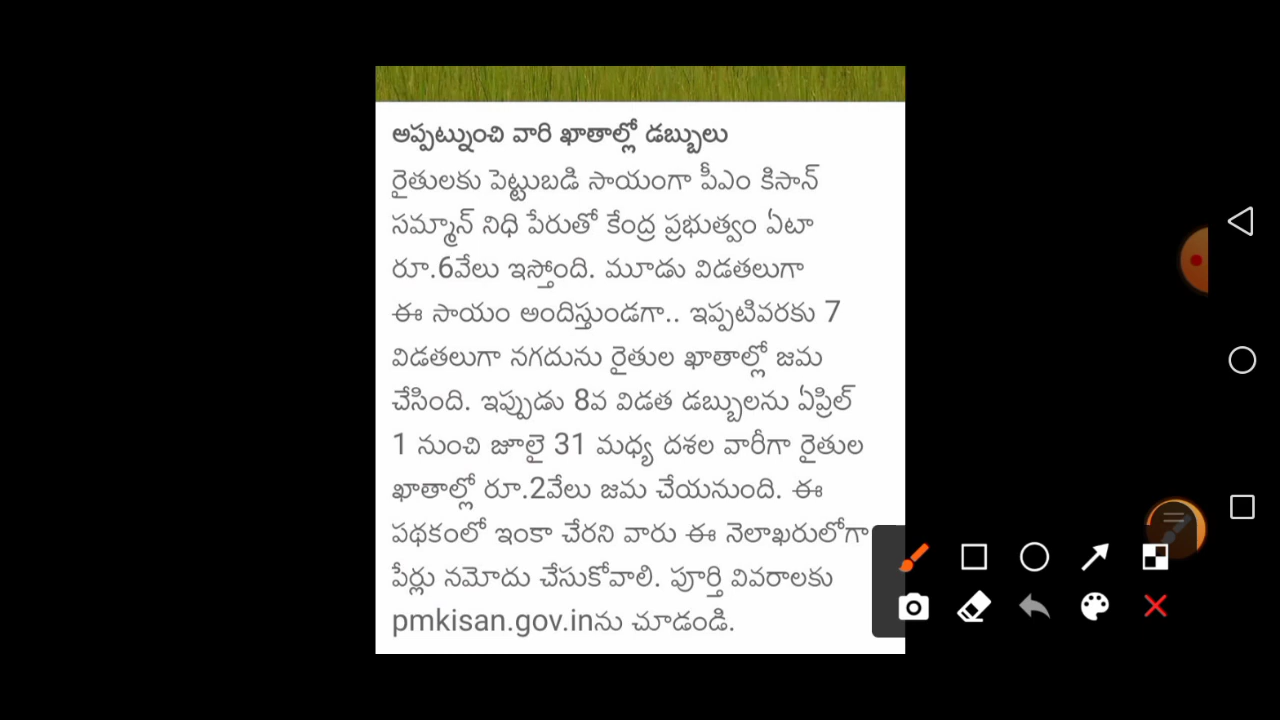 అప్పట్నుంచి వారి ఖాతాల్లో డబ్బులు
రైతులకు పెట్టుబడి సాయంగా పీఎం కిసాన్
సమ్మాన్ నిధి పేరుతో కేంద్ర ప్రభుత్వం ఏటా
రూ.6వేలు ఇస్తోంది. మూడు విడతలుగా
ఈ సాయం అందిస్తుండగా.. ఇప్పటివరకు 7
విడతలుగా నగదును రైతుల ఖాతాల్లో జమ
చేసింది. ఇప్పుడు 8వ విడత డబ్బులను ఏప్రిల్
1 నుంచి జూలై 31 మధ్య దశల వారీగా రైతుల
ఖాతాల్లో రూ.2వేలు జమ చేయనుంది. ఈ
పథకంలో ఇంకా చేరని వారు ఈ నెలాఖరులోగా
పేర్లు నమోదు చేసుకోవాలి. పూర్తి వివరాలకు
pmkisan.gov.inను చూడండి.